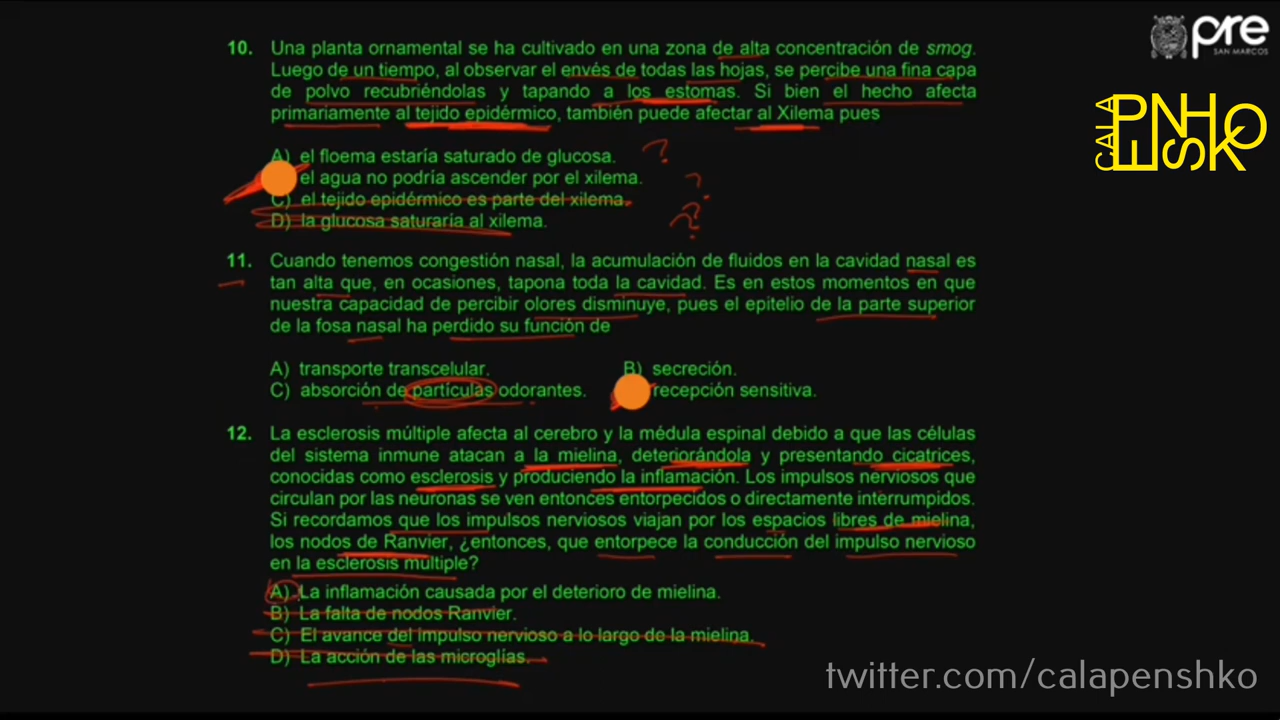 pre
SAN MARCOS
CALA
PENSHKO
10. Una planta ornamental se ha cultivado en una zona de alta concentración de smog.
Luego de un tiempo, al observar el envés de todas las hojas, se percibe una fina capa
de polvo recubriéndolas y tapando a los estomas. Si bien el hecho afecta
primariamente al tejido epidérmico, también puede afectar al Xilema pues
A) el floema estaría saturado de glucosa. ?
el agua no podría ascender por el xilema. ?
C) el tejido epidérmico es parte del xilema.
D) la glucosa saturaría al xilema. ?
11. Cuando tenemos congestión nasal, la acumulación de fluidos en la cavidad nasal es
tan alta que, en ocasiones, tapona toda la cavidad. Es en estos momentos en que
nuestra capacidad de percibir olores disminuye, pues el epitelio de la parte superior
de la fosa nasal ha perdido su función de
A) transporte transcelular. B) secreción.
C) absorción de partículas odorantes. recepción sensitiva.
12. La esclerosis múltiple afecta al cerebro y la médula espinal debido a que las células
del sistema inmune atacan a la mielina, deteriorándola y presentando cicatrices,
conocidas como esclerosis y produciendo la inflamación. Los impulsos nerviosos que
circulan por las neuronas se ven entonces entorpecidos o directamente interrumpidos.
Si recordamos que los impulsos nerviosos viajan por los espacios libres de mielina,
los nodos de Ranvier, ¿entonces, que entorpece la conducción del impulso nervioso
en la esclerosis múltiple?
A) La inflamación causada por el deterioro de mielina.
B) La falta de nodos Ranvier.
C) El avance del Impulso nervioso a lo largo de la mielina.
D) La acción de las microglías.
twitter.com/calapenshko